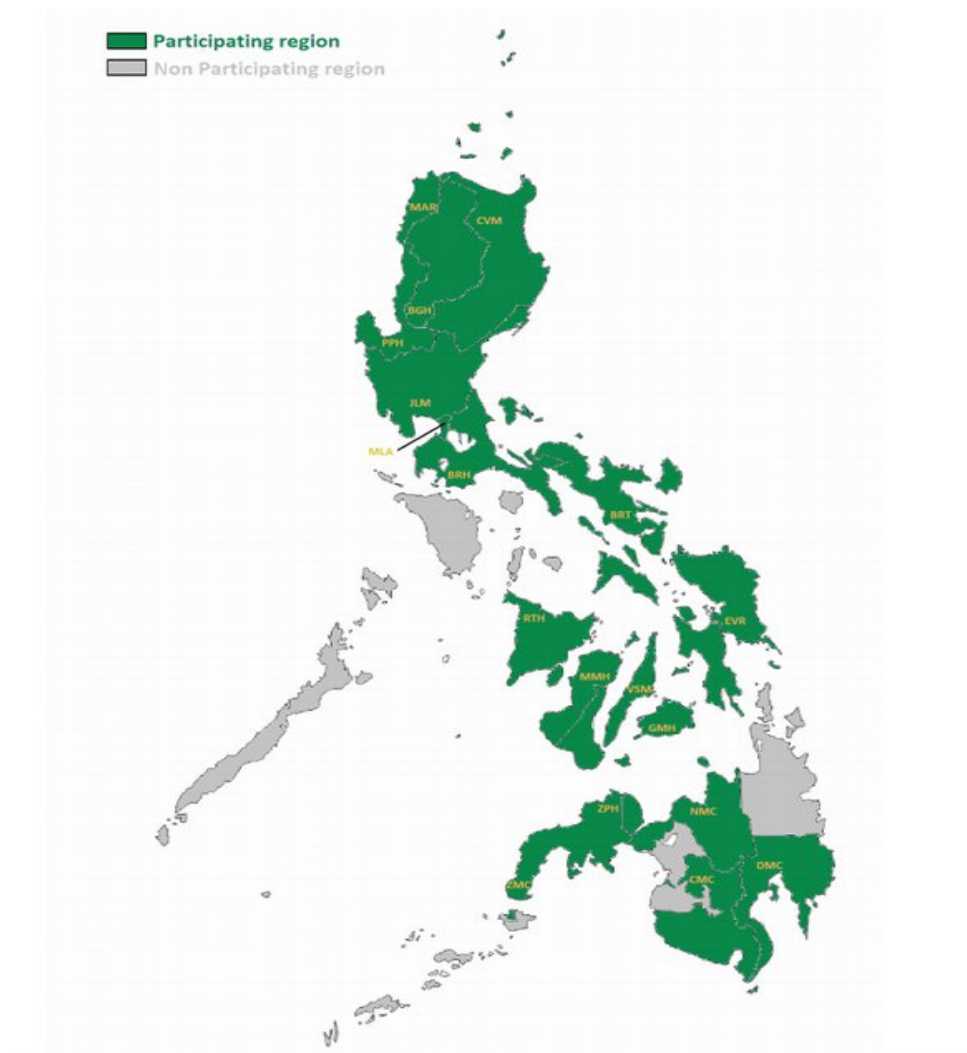 Participating region
Non Participating region
MAR
CVM
BGH
PPH
JLM
MLA
BRH
BRT
RTH
EVR
MMH
VSM
GMH
ZPH
NMC
DMC
CMC
ZMC